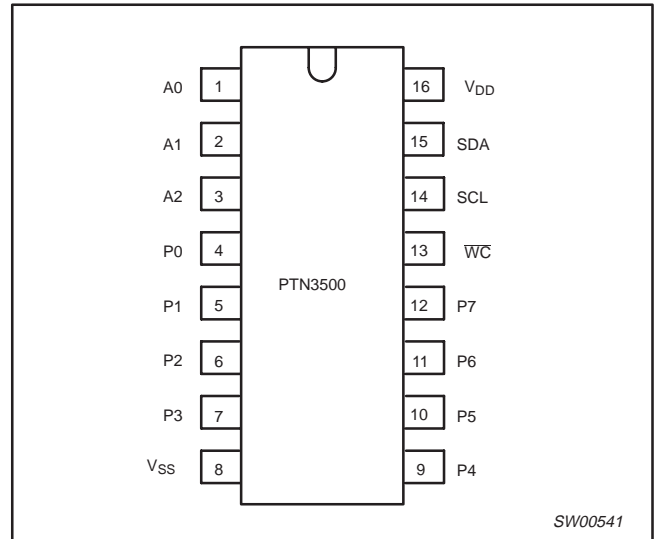 A0 1 16 VDD
A1 2 15 SDA
A2 3 14 SCL
P0 4 13 W̅C̅
PTN3500
P1 5 12 P7
P2 6 11 P6
P3 7 10 P5
VSS 8 9 P4
SW00541